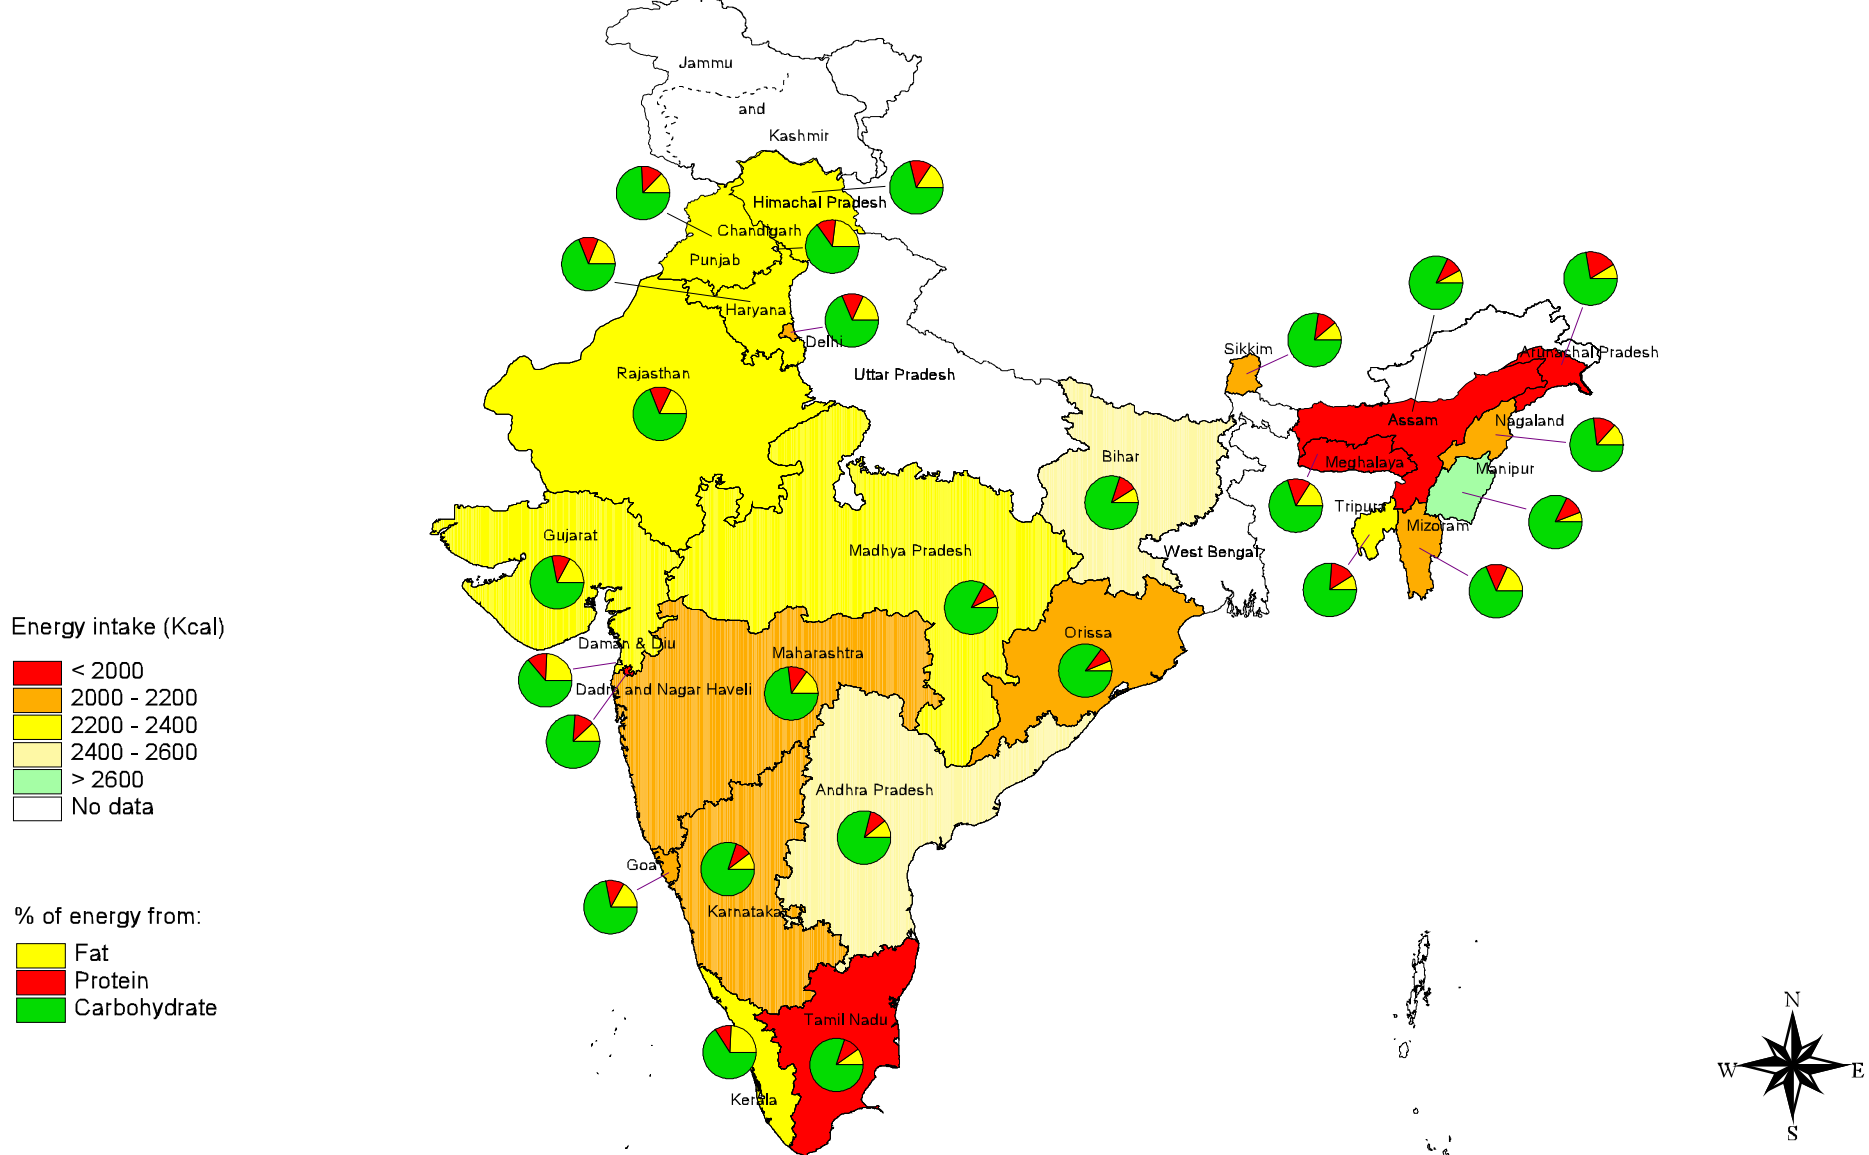 Jammu
and
Kashmir
Himachal Pradesh
Chandigarh
Punjab
Haryana
Delhi
Rajasthan
Uttar Pradesh
Sikkim
Arunachal Pradesh
Assam
Nagaland
Meghalaya
Manipur
Bihar
Tripura
Mizoram
Gujarat
Madhya Pradesh
West Bengal
Energy intake (Kcal)
< 2000
2000 - 2200
2200 - 2400
2400 - 2600
> 2600
No data
Daman & Diu
Orissa
Maharashtra
Dadra and Nagar Haveli
Andhra Pradesh
Goa
Karnataka
% of energy from:
Fat
Protein
Carbohydrate
Tamil Nadu
Kerala
N
W
E
S